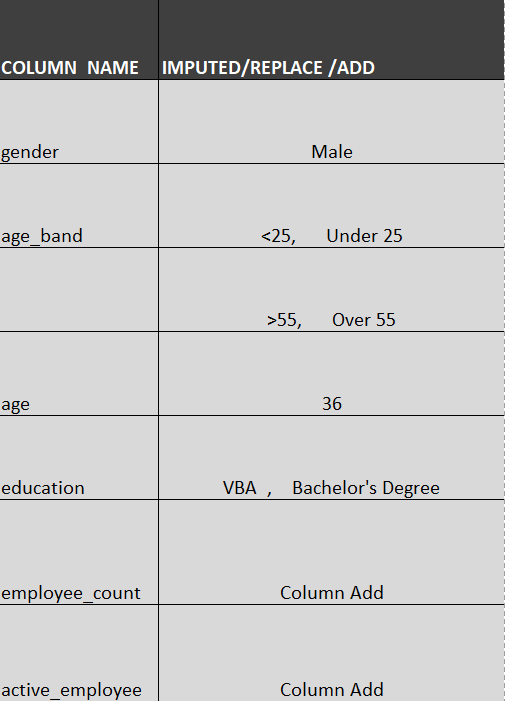 COLUMN NAME IMPUTED/REPLACE /ADD
gender Male
age_band <25, Under 25
>55, Over 55
age 36
education VBA , Bachelor's Degree
employee_count Column Add
active_employee Column Add